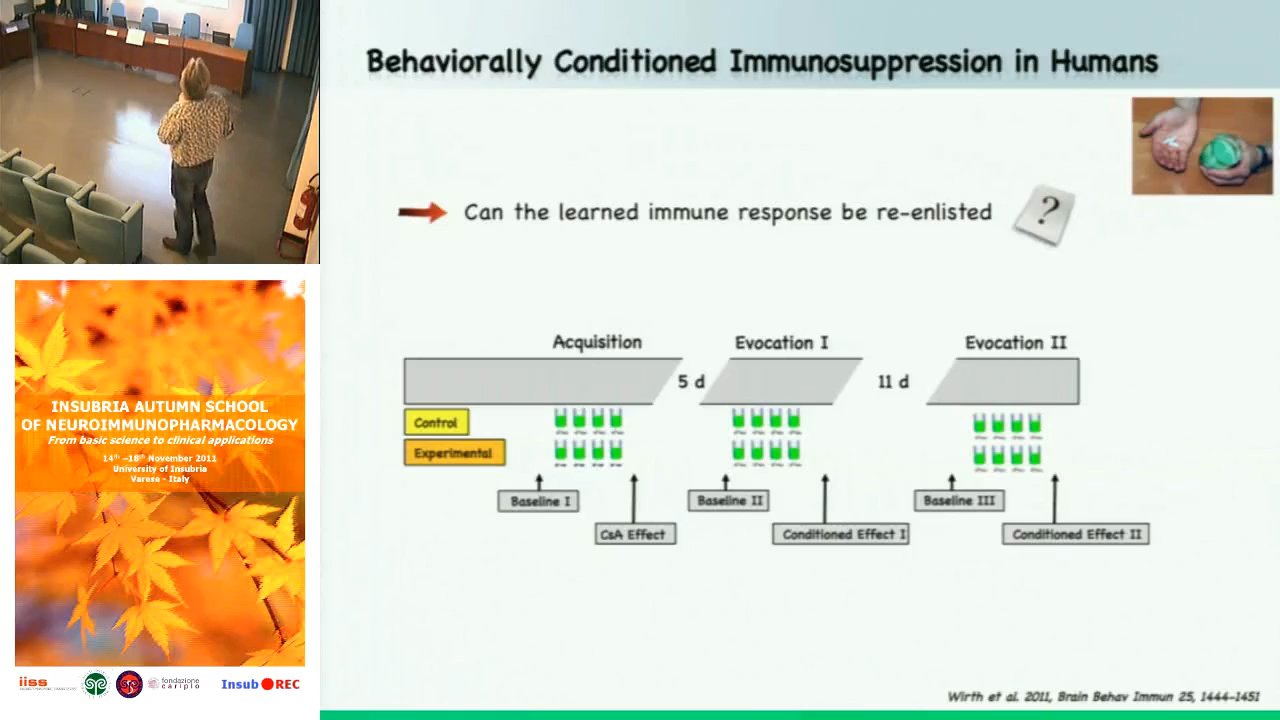 Behaviorally Conditioned Immunosuppression in Humans
Can the learned immune response be re-enlisted
?
Acquisition
Evocation I
Evocation II
5 d
11 d
Control
Experimental
Baseline I
Baseline II
Baseline III
CsA Effect
Conditioned Effect I
Conditioned Effect II
Wirth et al. 2011, Brain Behav Immun 25, 1444-1451
INSUBRIA AUTUMN SCHOOL
OF NEUROIMMUNOPHARMACOLOGY
From basic science to clinical applications
14th –18th November 2011
University of Insubria
Varese - Italy
iiss
fondazione
cariplo
Insub REC